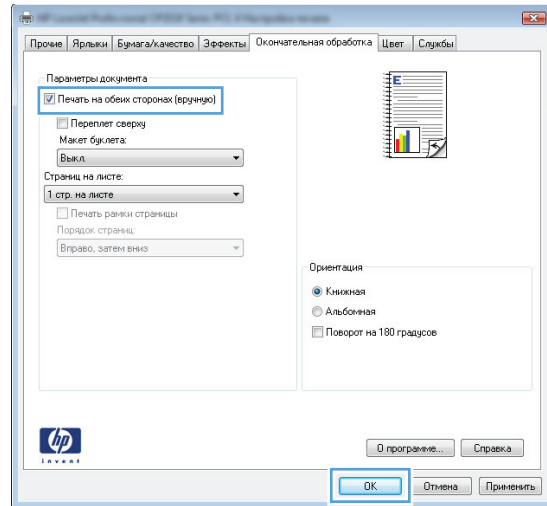 Прочие Ярлыки Бумага/качество Эффекты Окончательная обработка Цвет Службы
Параметры документа
Печать на обеих сторонах (вручную)
Переплет сверху
Макет буклета:
Выкл.
Страниц на листе:
1 стр. на листе
Печать рамки страницы
Порядок страниц:
Вправо, затем вниз
E
Ориентация
Книжная
Альбомная
Поворот на 180 градусов
hp
invent
О программе... Справка
OK Отмена Применить